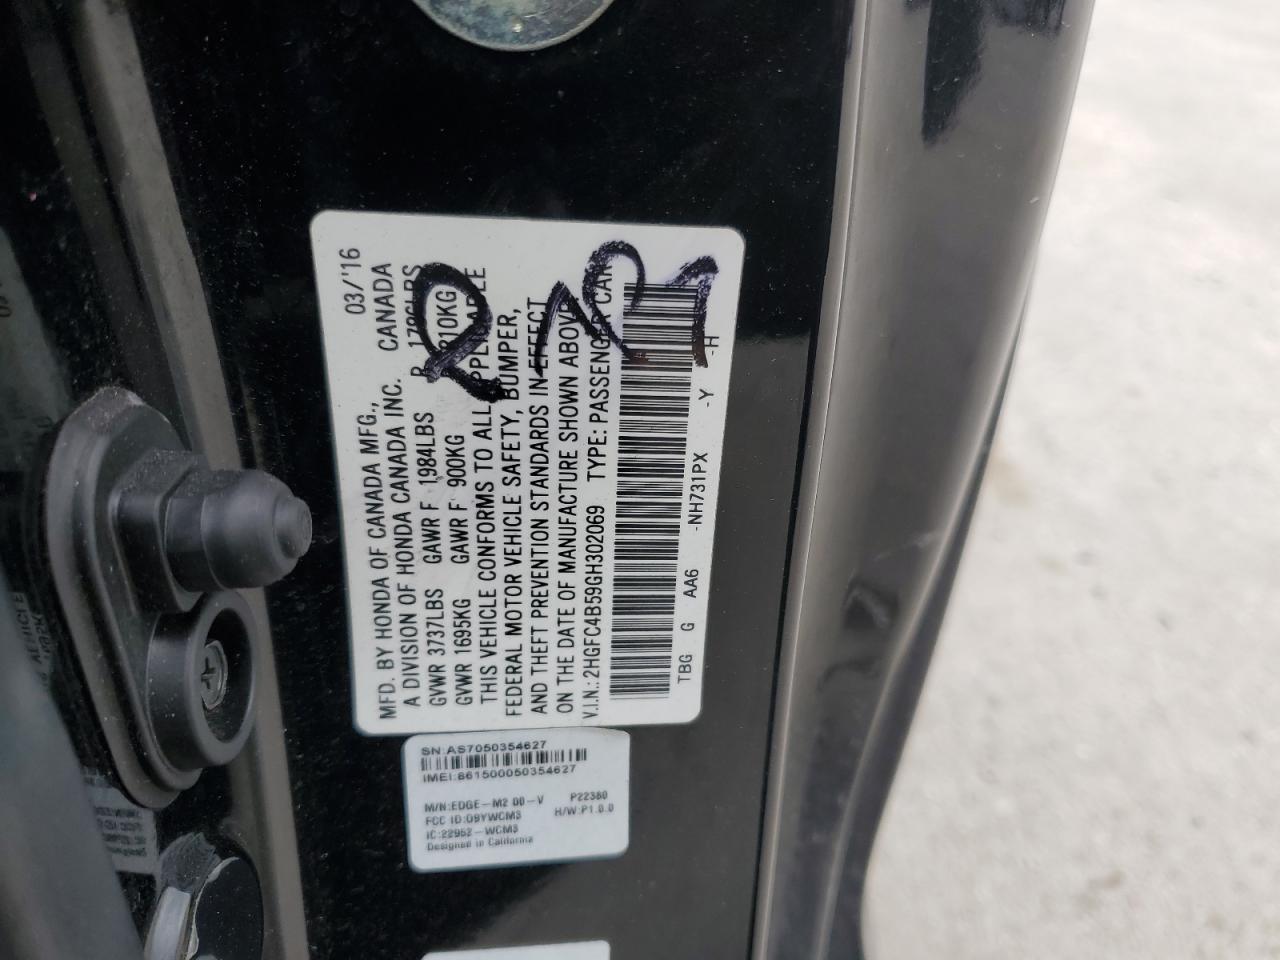 MFD. BY HONDA OF CANADA MFG., 03/'16
A DIVISION OF HONDA CANADA INC. CANADA
GVWR 3737LBS GAWR F 1984LBS R 1786LBS
GVWR 1695KG GAWR F 900KG 810KG
THIS VEHICLE CONFORMS TO ALL APPLICABLE
FEDERAL MOTOR VEHICLE SAFETY, BUMPER,
AND THEFT PREVENTION STANDARDS IN EFFECT
ON THE DATE OF MANUFACTURE SHOWN ABOVE.
V.I.N.: 2HGFC4B59GH302069 TYPE: PASSENGER CAR
TBG G AA6 -NH731PX -Y -H
SN:AS7050354627
IMEI:861500050354627
M/N:EDGE-M2 00-V P22380
FCC ID:O9YWCM3 H/W:P1.0.0
IC:22952-WCM3
Designed in California